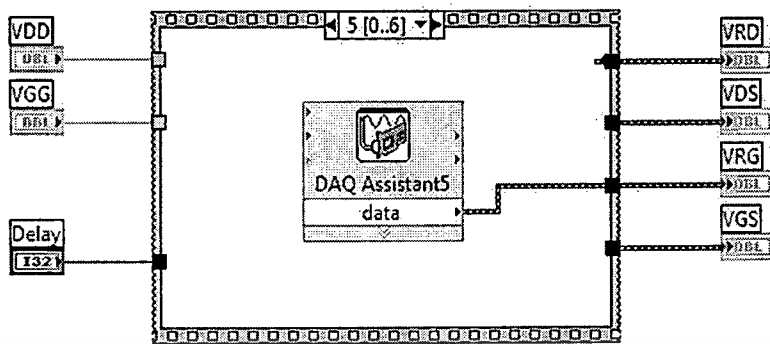 VDD
DBL
VGG
DBL
Delay
I32
5 [0..6]
DAQ Assistant5
data
VRD
DBL
VDS
DBL
VRG
DBL
VGS
DBL